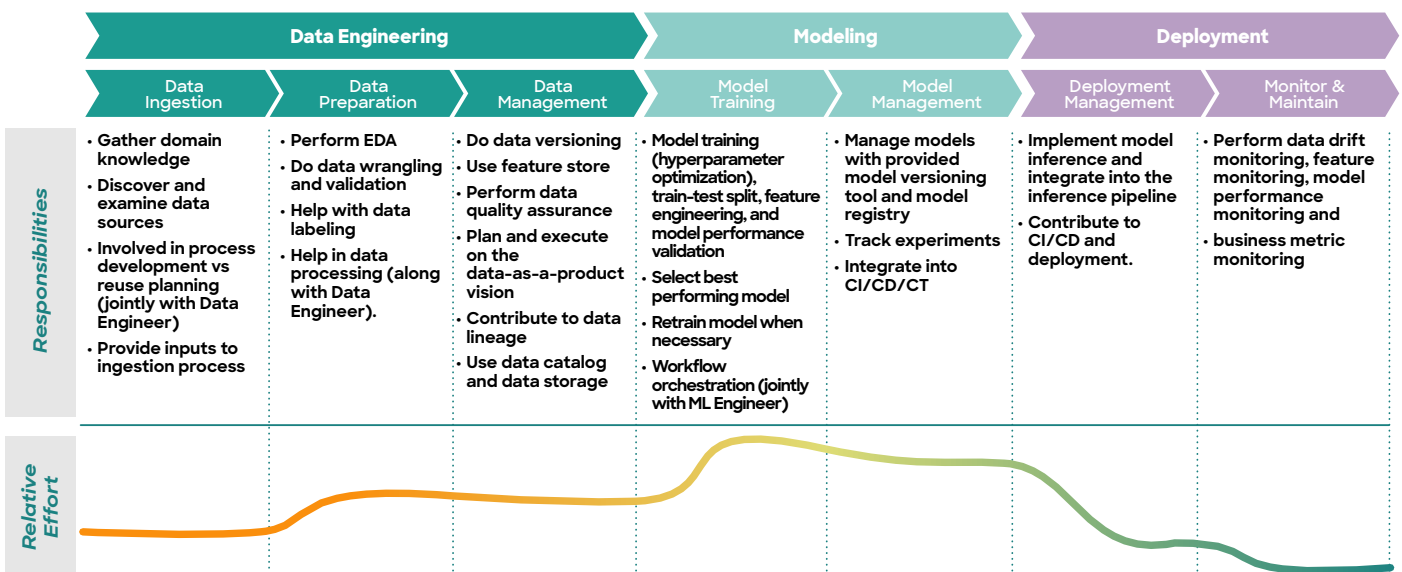 Data Engineering
Modeling
Deployment
Data
Ingestion
Data
Preparation
Data
Management
Model
Training
Model
Management
Deployment
Management
Monitor &
Maintain
Responsibilities
• Gather domain
knowledge
• Discover and
examine data
sources
• Involved in process
development vs
reuse planning
(jointly with Data
Engineer)
• Provide inputs to
ingestion process
• Perform EDA
• Do data wrangling
and validation
• Help with data
labeling
• Help in data
processing (along
with Data
Engineer).
• Do data versioning
• Use feature store
• Perform data
quality assurance
• Plan and execute
on the
data-as-a-product
vision
• Contribute to data
lineage
• Use data catalog
and data storage
• Model training
(hyperparameter
optimization),
train-test split, feature
engineering, and
model performance
validation
• Select best
performing model
• Retrain model when
necessary
• Workflow
orchestration (jointly
with ML Engineer)
• Manage models
with provided
model versioning
tool and model
registry
• Track experiments
• Integrate into
CI/CD/CT
• Implement model
inference and
integrate into the
inference pipeline
• Contribute to
CI/CD and
deployment.
• Perform data drift
monitoring, feature
monitoring, model
performance
monitoring and
• business metric
monitoring
Relative
Effort